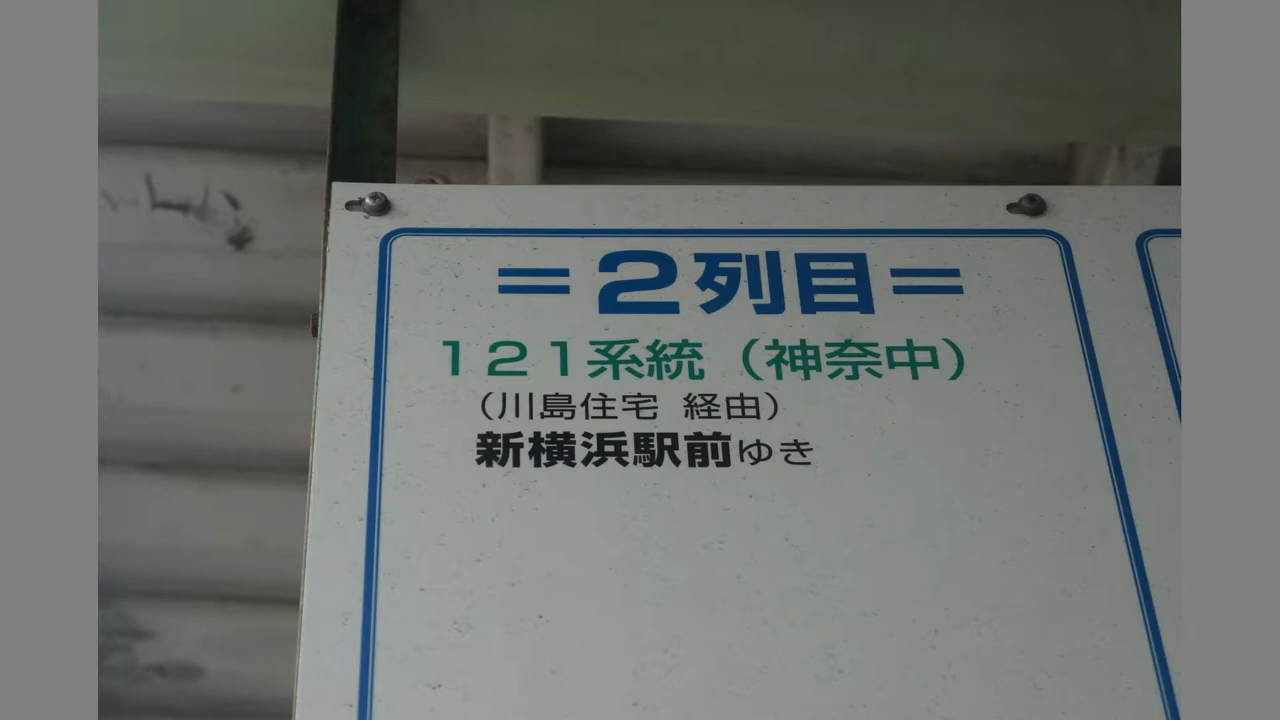 ＝２列目＝
１２１系統（神奈中）
（川島住宅 経由）
新横浜駅前ゆき